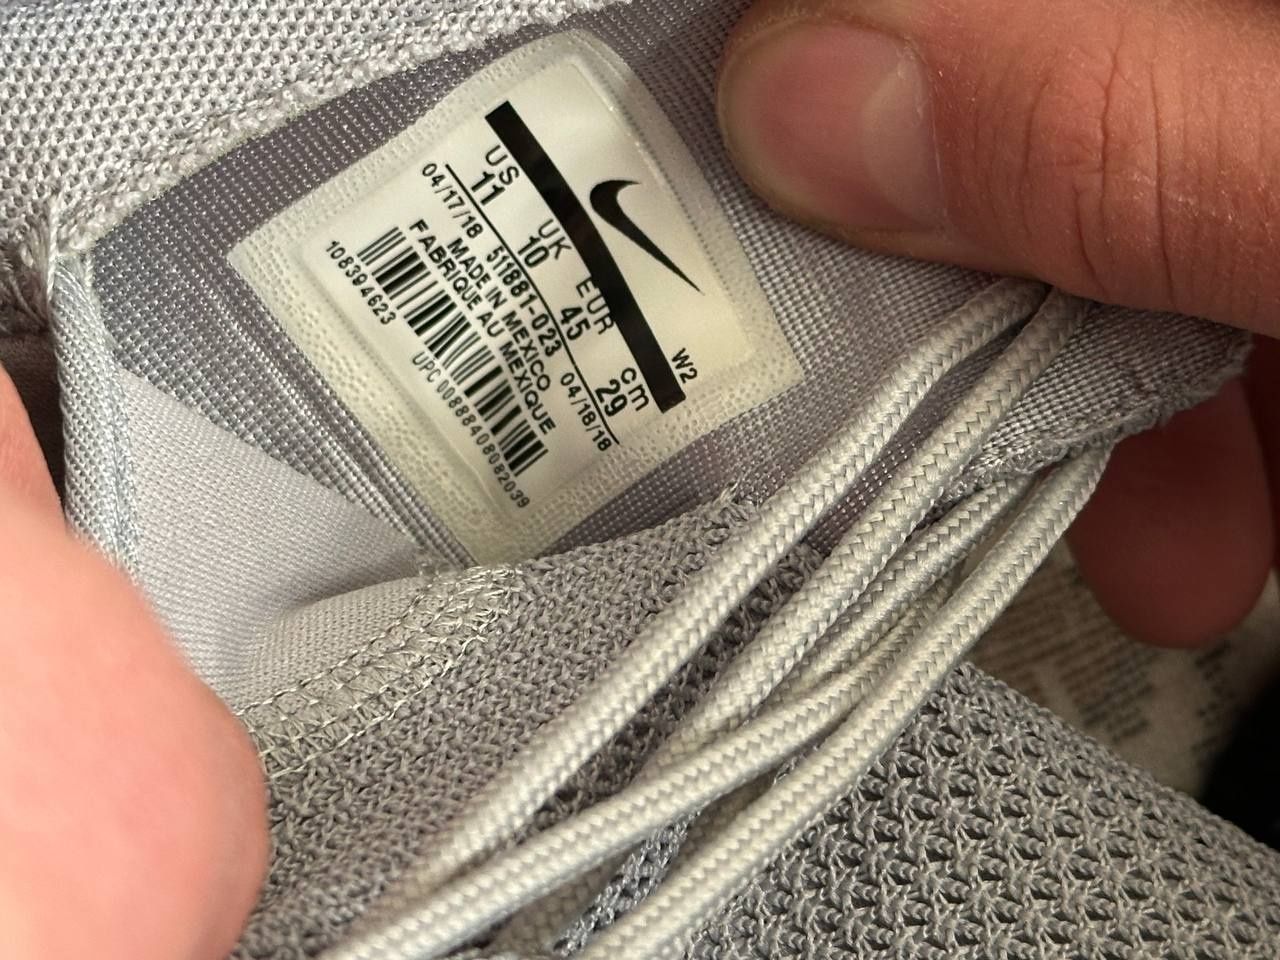 W2
US UK EUR cm
11 10 45 29
04/17/18 511881-023 04/18/18
MADE IN MEXICO
FABRIQUE AU MEXIQUE
108394623
UPC 00888408082039